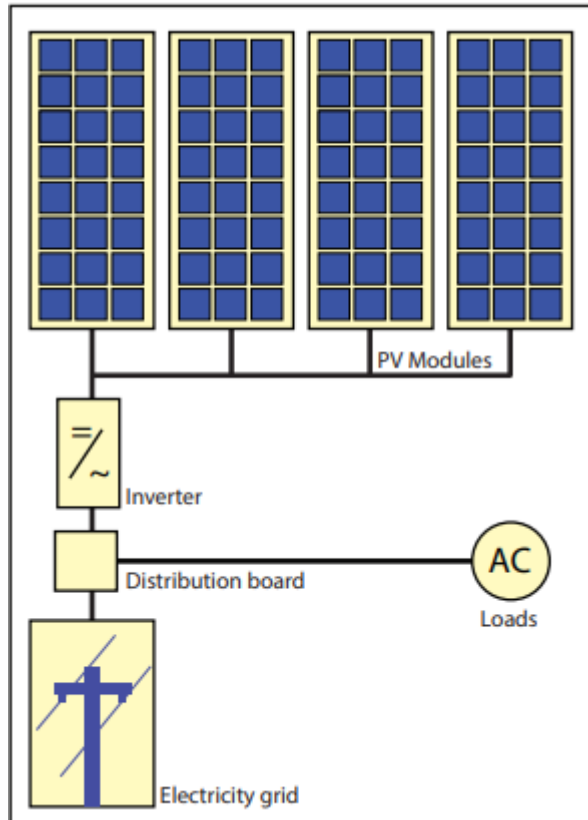 PV Modules
=
~
Inverter
Distribution board
AC
Loads
Electricity grid